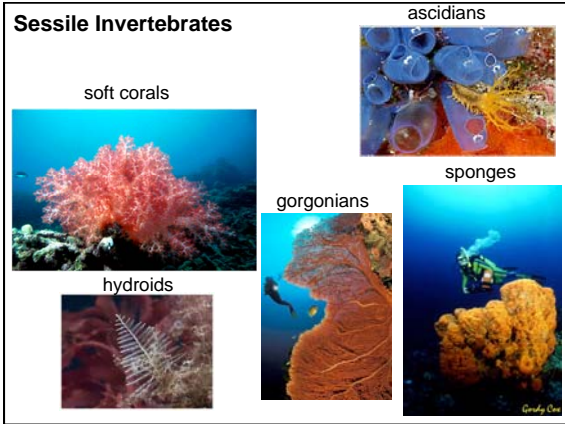 Sessile Invertebrates
ascidians
soft corals
sponges
gorgonians
hydroids
Gordy Cox